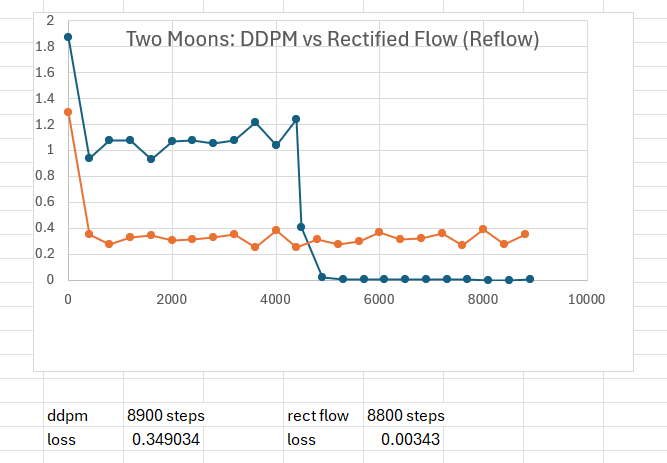 Two Moons: DDPM vs Rectified Flow (Reflow)
2
1.8
1.6
1.4
1.2
1
0.8
0.6
0.4
0.2
0
0 2000 4000 6000 8000 10000
ddpm 8900 steps rect flow 8800 steps
loss 0.349034 loss 0.00343